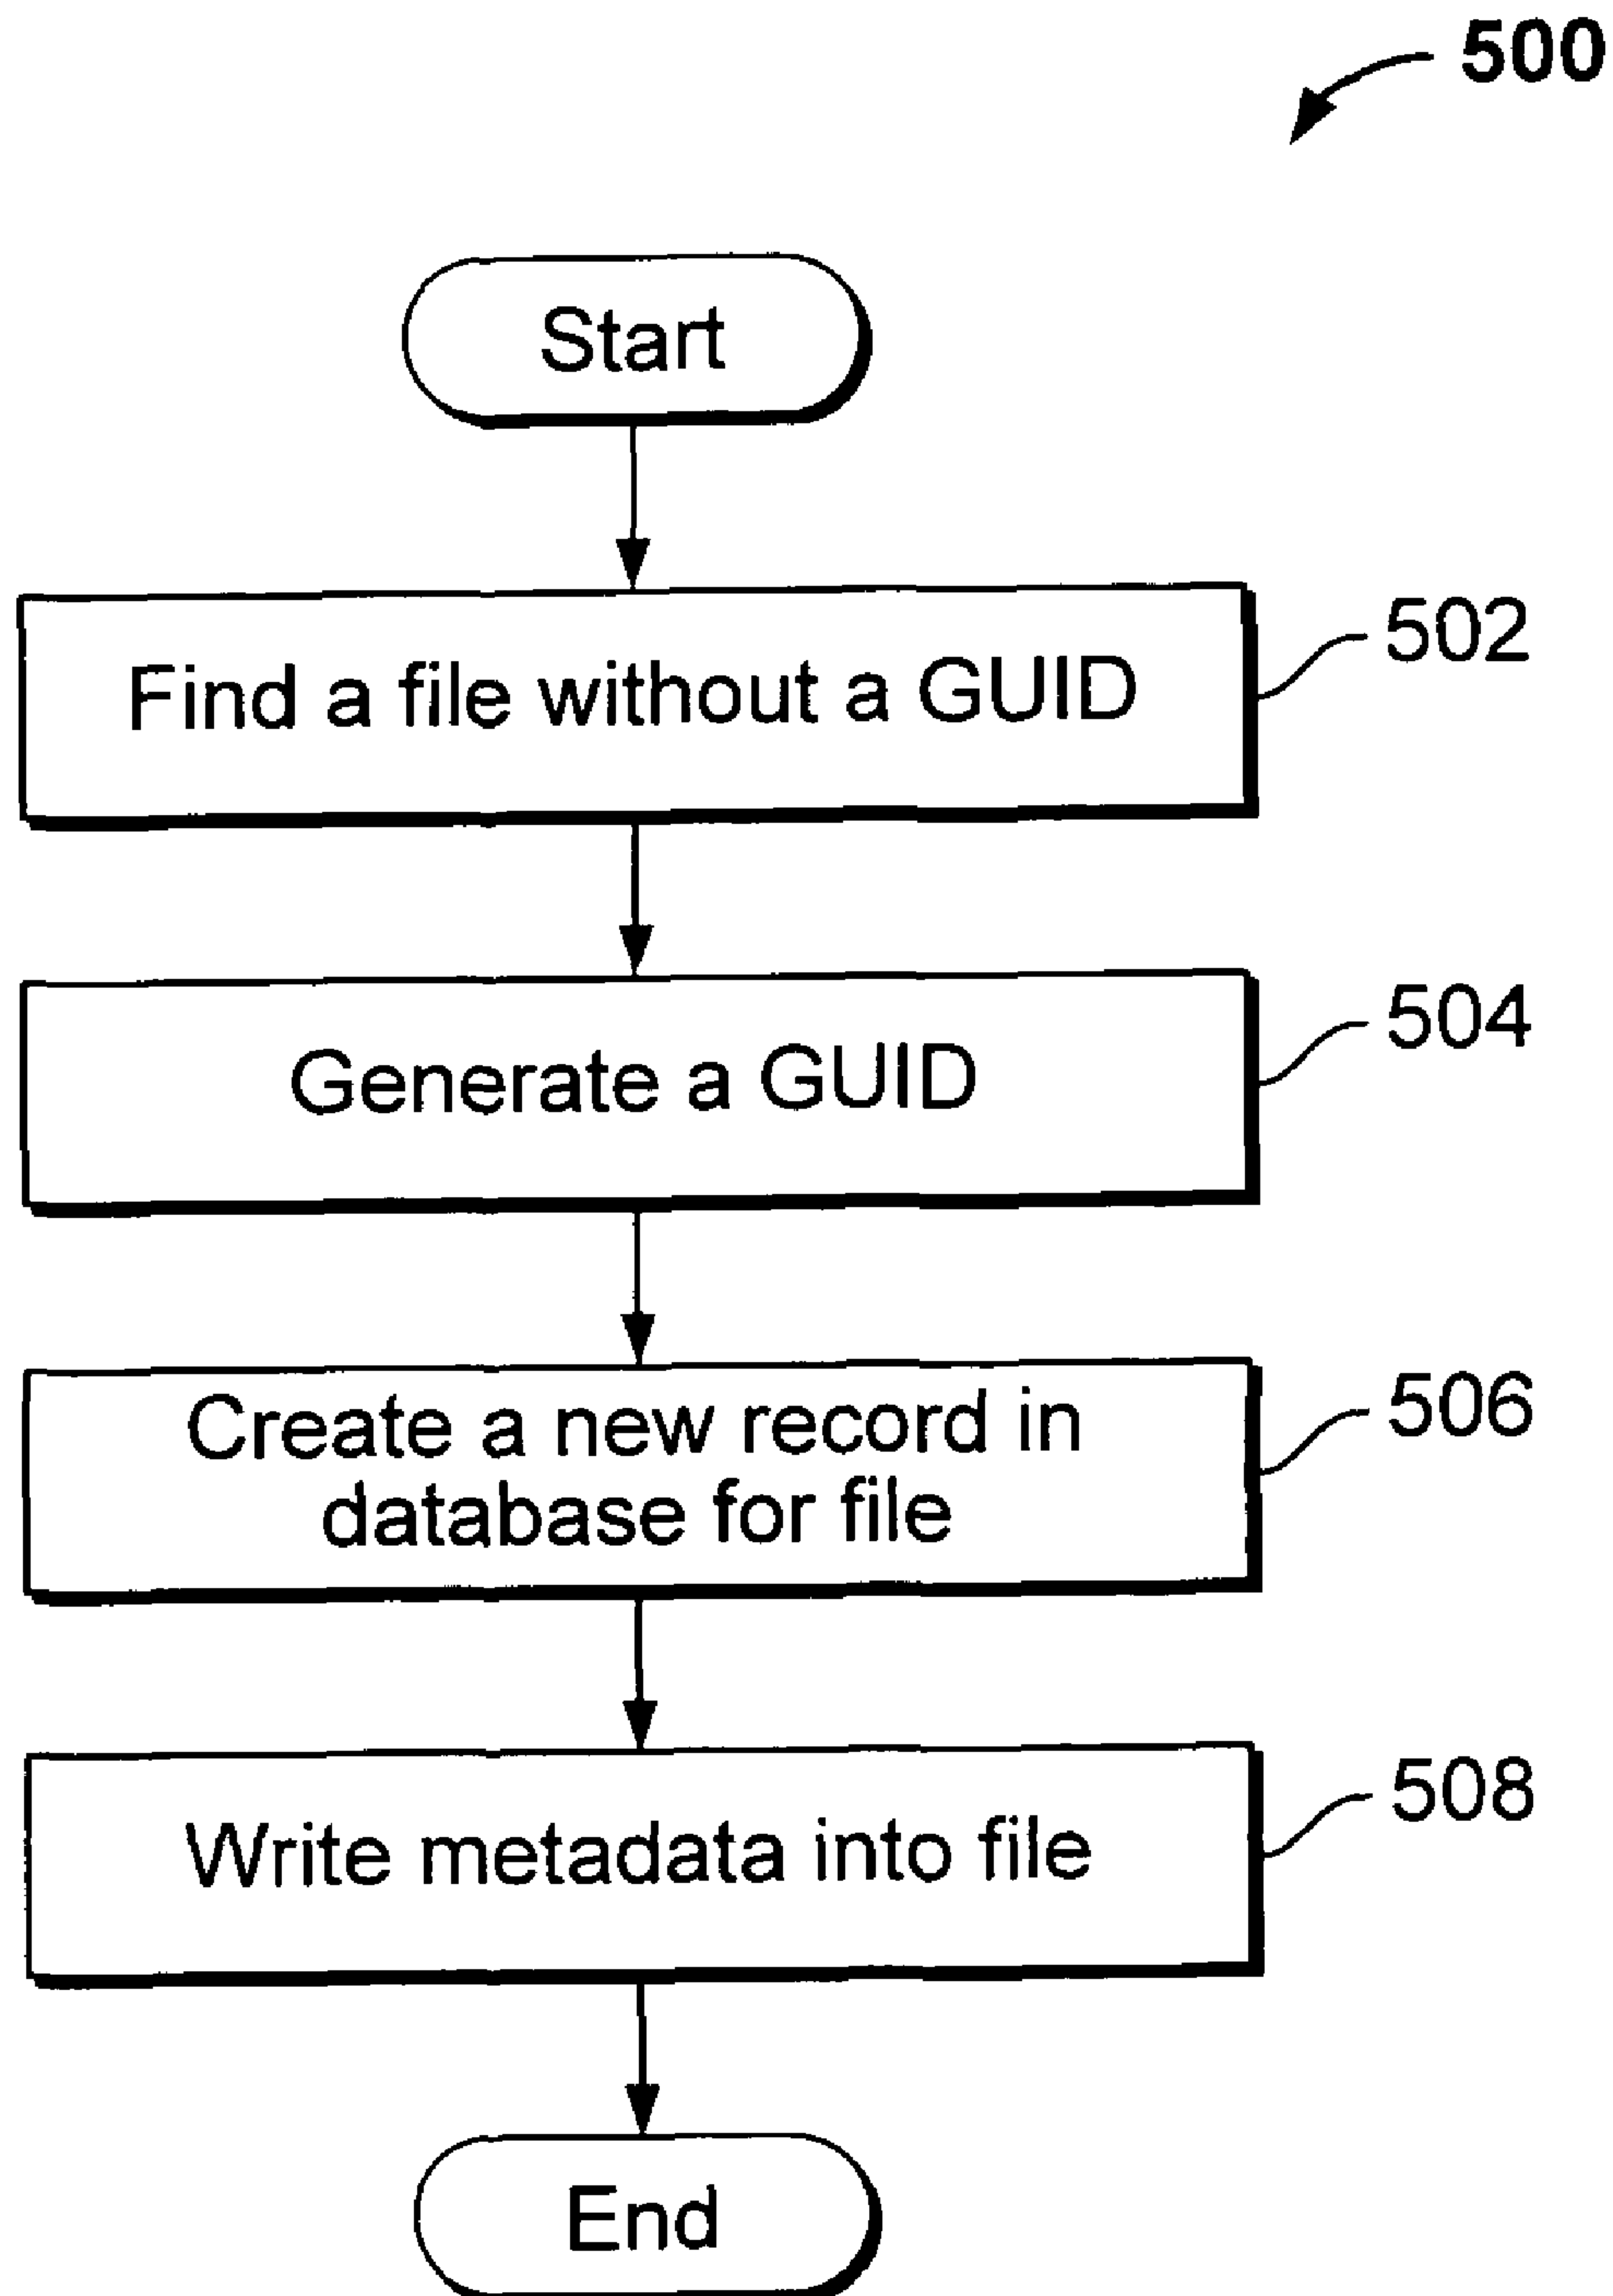 500
Start
Find a file without a GUID
502
Generate a GUID
504
Create a new record in
database for file
506
Write metadata into file
508
End